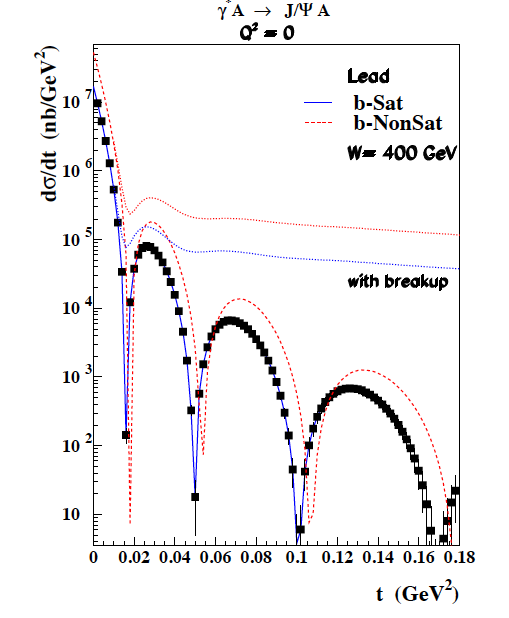 γ*A → J/Ψ A
Q² = 0
dσ/dt (nb/GeV²)
Lead
b-Sat
b-NonSat
W= 400 GeV
with breakup
10⁷
10⁶
10⁵
10⁴
10³
10²
10
0 0.02 0.04 0.06 0.08 0.1 0.12 0.14 0.16 0.18
t (GeV²)